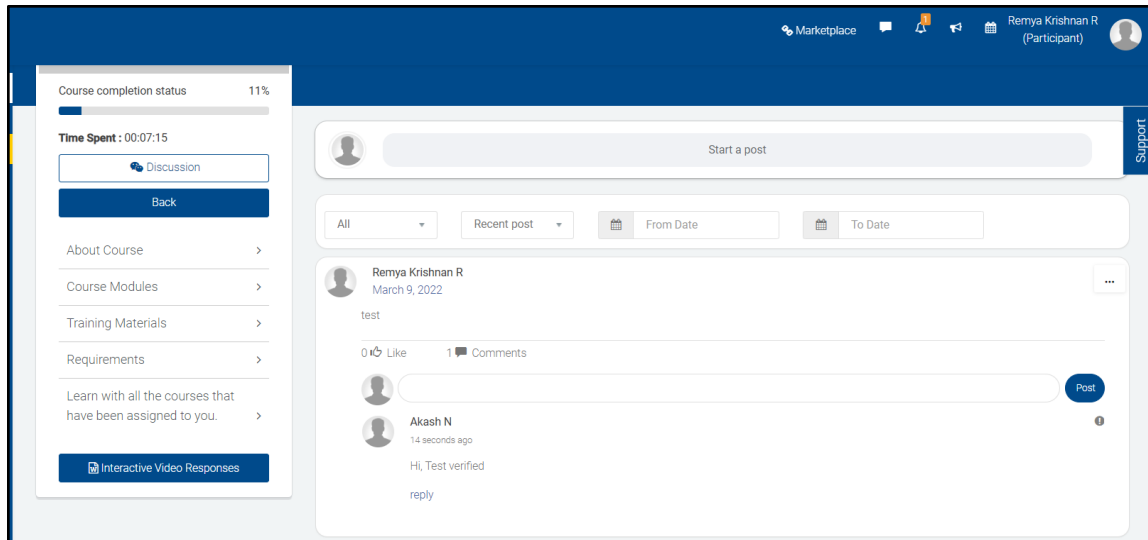 Marketplace
1
Remya Krishnan R
(Participant)
Support
Course completion status 11%
Time Spent : 00:07:15
Discussion
Back
About Course
Course Modules
Training Materials
Requirements
Learn with all the courses that
have been assigned to you.
Interactive Video Responses
Start a post
All Recent post From Date To Date
Remya Krishnan R
March 9, 2022
...
test
0 Like 1 Comments
Post
Akash N
14 seconds ago
Hi, Test verified
reply